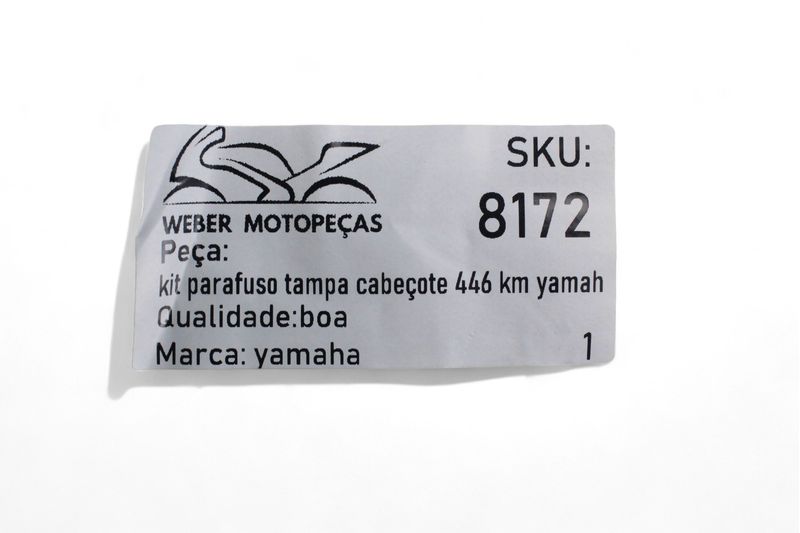 WEBER MOTOPEÇAS
SKU:
8172
Peça:
kit parafuso tampa cabeçote 446 km yamah
Qualidade:boa
Marca: yamaha
1